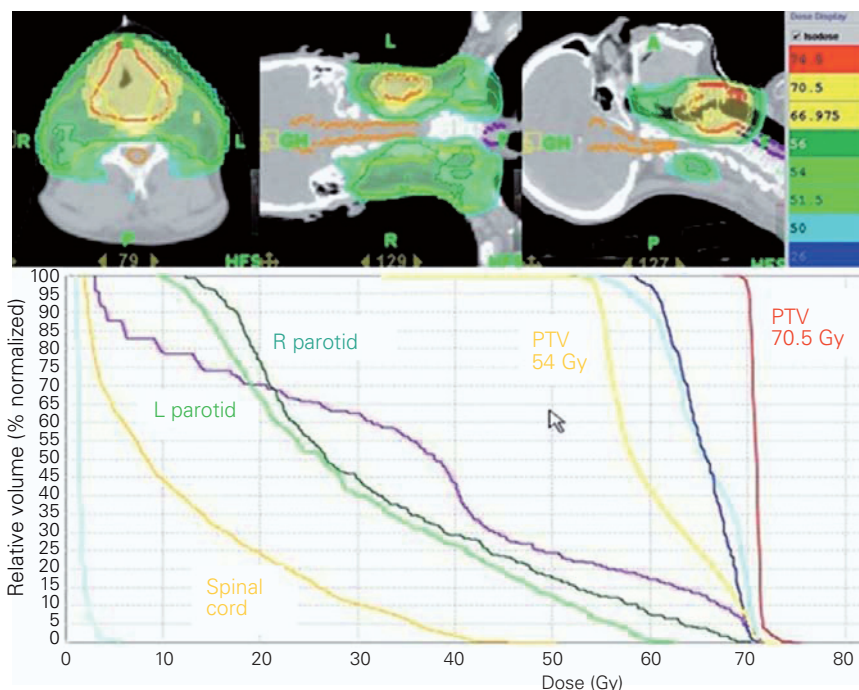 Dose Display
Isodose
74.0
70.5
66.975
56
54
51.5
50
26
L
A
R
L
GH
GH
P
R
P
79
HFS
129
HFS
127
HFS
Relative volume (% normalized)
100
95
90
85
80
75
70
65
60
55
50
45
40
35
30
25
20
15
10
5
0
R parotid
L parotid
Spinal
cord
PTV
54 Gy
PTV
70.5 Gy
0
10
20
30
40
50
60
70
80
Dose (Gy)